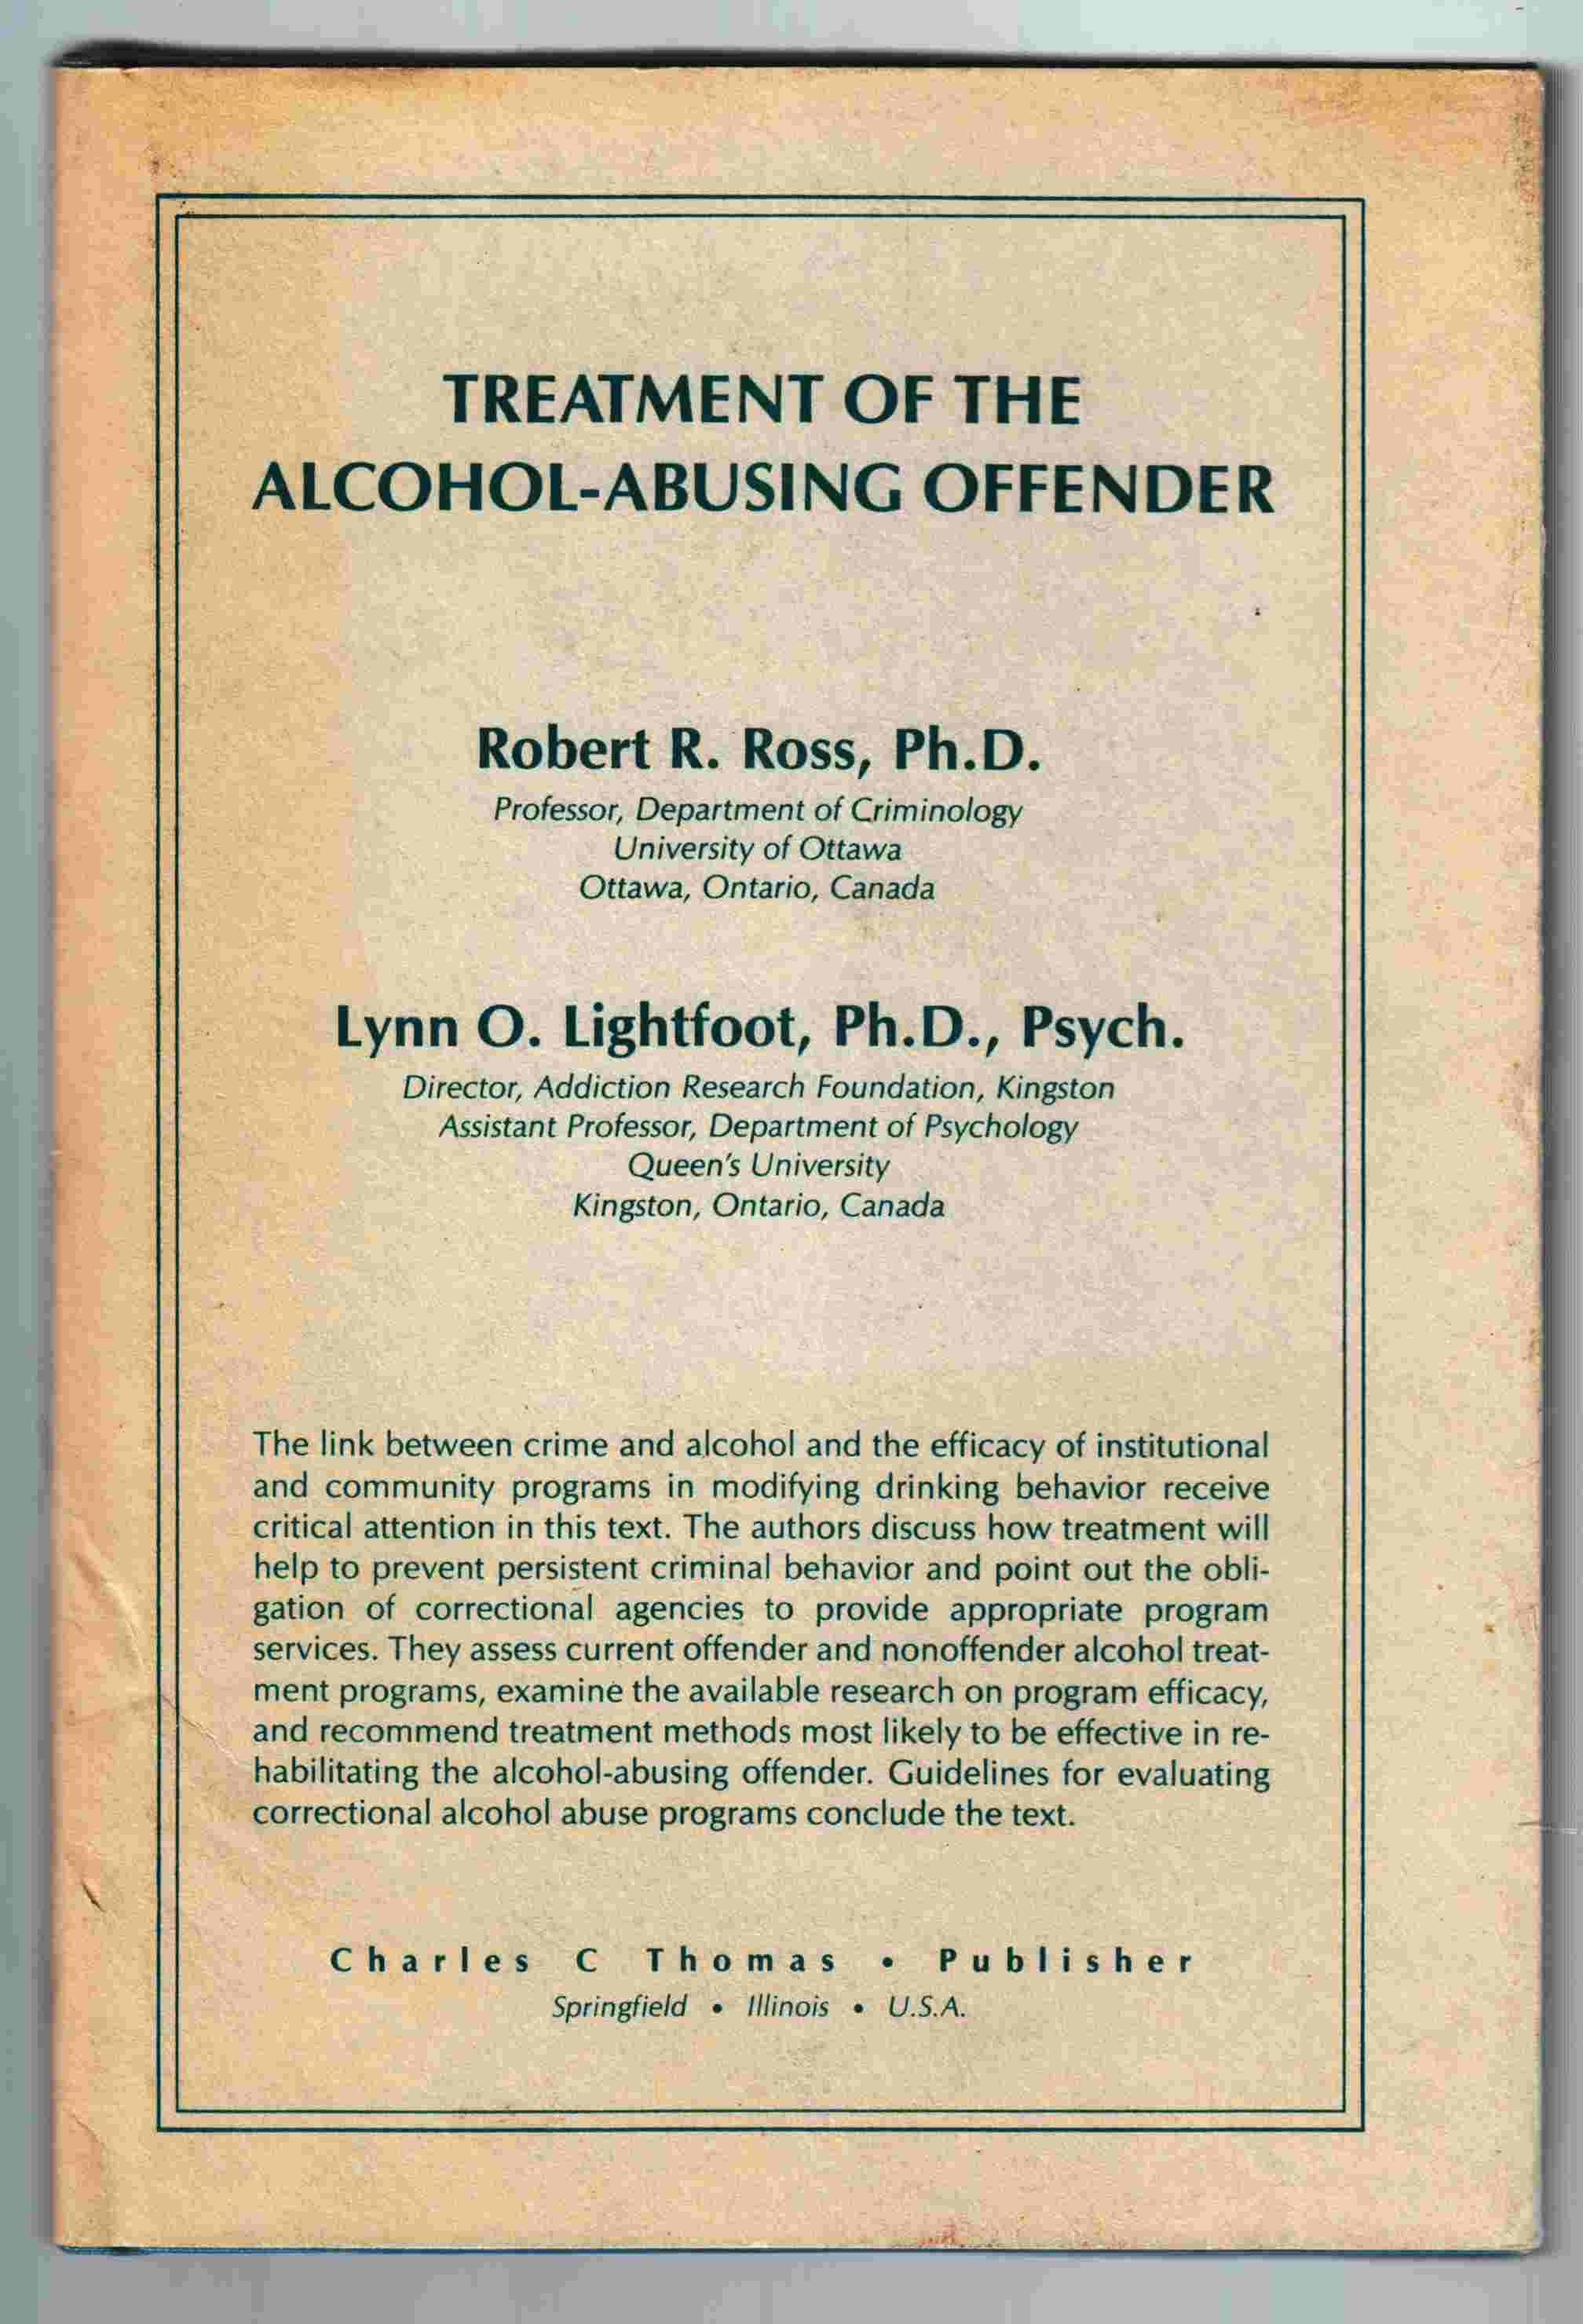 TREATMENT OF THE
ALCOHOL-ABUSING OFFENDER
Robert R. Ross, Ph.D.
Professor, Department of Criminology
University of Ottawa
Ottawa, Ontario, Canada
Lynn O. Lightfoot, Ph.D., Psych.
Director, Addiction Research Foundation, Kingston
Assistant Professor, Department of Psychology
Queen's University
Kingston, Ontario, Canada
The link between crime and alcohol and the efficacy of institutional
and community programs in modifying drinking behavior receive
critical attention in this text. The authors discuss how treatment will
help to prevent persistent criminal behavior and point out the obli-
gation of correctional agencies to provide appropriate program
services. They assess current offender and nonoffender alcohol treat-
ment programs, examine the available research on program efficacy,
and recommend treatment methods most likely to be effective in re-
habilitating the alcohol-abusing offender. Guidelines for evaluating
correctional alcohol abuse programs conclude the text.
Charles C Thomas • Publisher
Springfield • Illinois • U.S.A.